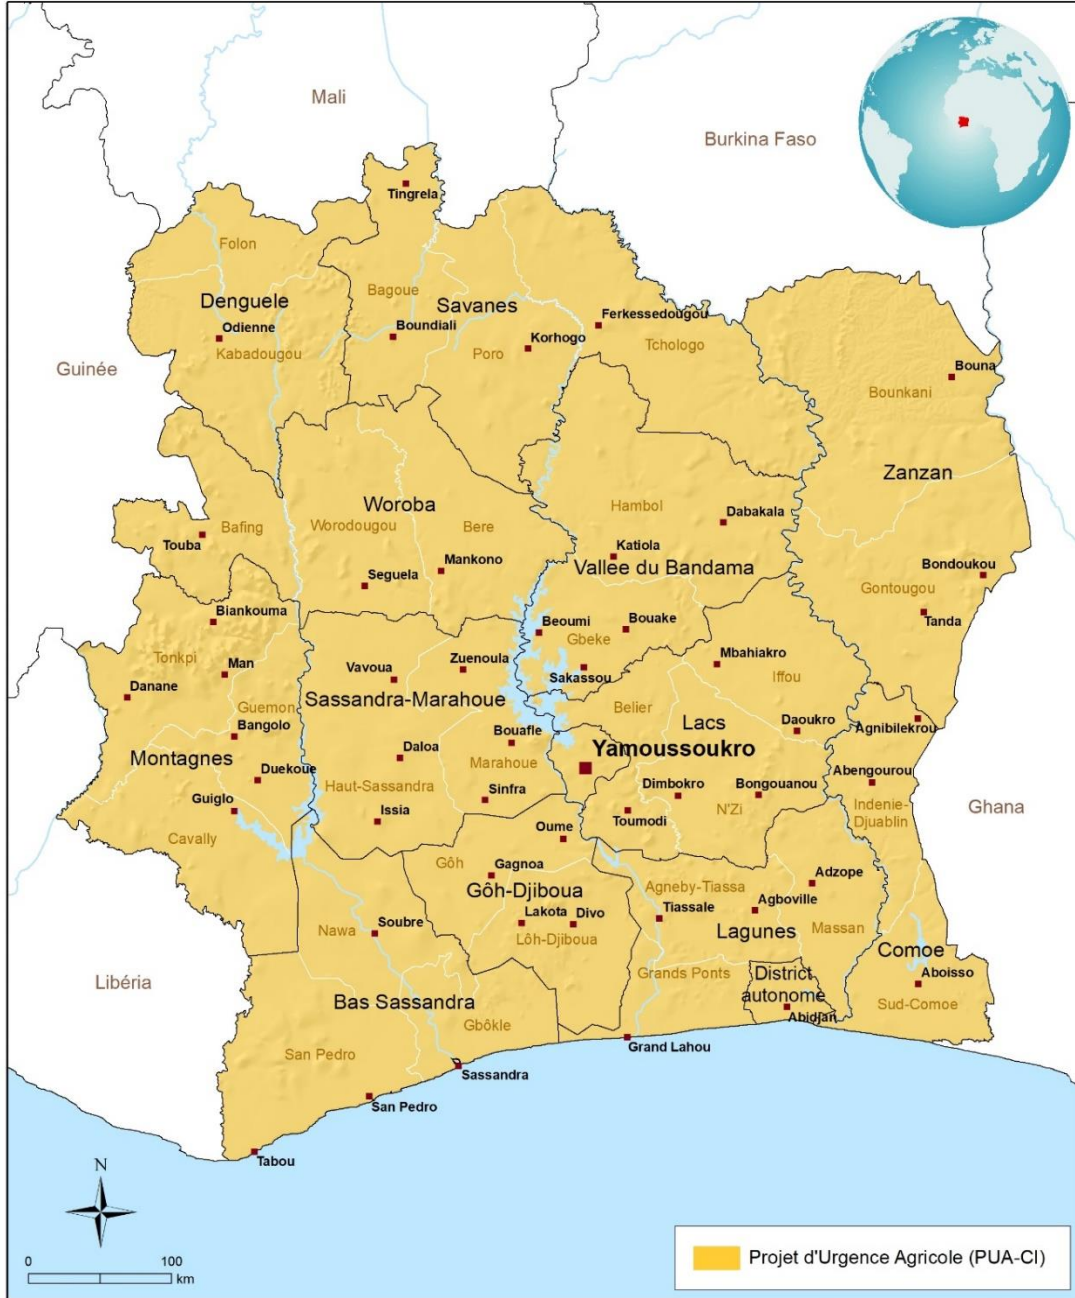 Mali
Burkina Faso
Tingrela
Folon
Denguele
Bagoue
Savanes
Odienne
Kabadougou
Boundiali
Ferkessedougou
Korhogo
Poro
Tchologo
Guinée
Bouna
Bounkani
Zanzan
Woroba
Hambol
Bafing
Worodougou
Bere
Dabakala
Touba
Katiola
Mankono
Vallee du Bandama
Seguela
Bondoukou
Gontougou
Tanda
Biankouma
Beoumi
Bouake
Gbeke
Tonkpi
Man
Vavoua
Zuenoula
Sakassou
Mbahiakro
Iffou
Danane
Guemon
Sassandra-Marahoue
Belier
Lacs
Bangolo
Bouafle
Daoukro
Agnibilekrou
Montagnes
Daloa
Marahoue
Yamoussoukro
Duekoue
Haut-Sassandra
Sinfra
Dimbokro
Bongouanou
Abengourou
Guiglo
Issia
Toumodi
N'Zi
Indenie-
Djuablin
Ghana
Cavally
Oume
Gôh
Gagnoa
Gôh-Djiboua
Agneby-Tiassa
Adzope
Lakota
Divo
Tiassale
Agboville
Nawa
Soubre
Lôh-Djiboua
Lagunes
Massan
Comoe
Libéria
Grands Ponts
District
autonome
Aboisso
Bas Sassandra
Gbôkle
Abidjan
Sud-Comoe
San Pedro
Grand Lahou
Sassandra
San Pedro
Tabou
N
0 100
km
Projet d'Urgence Agricole (PUA-CI)